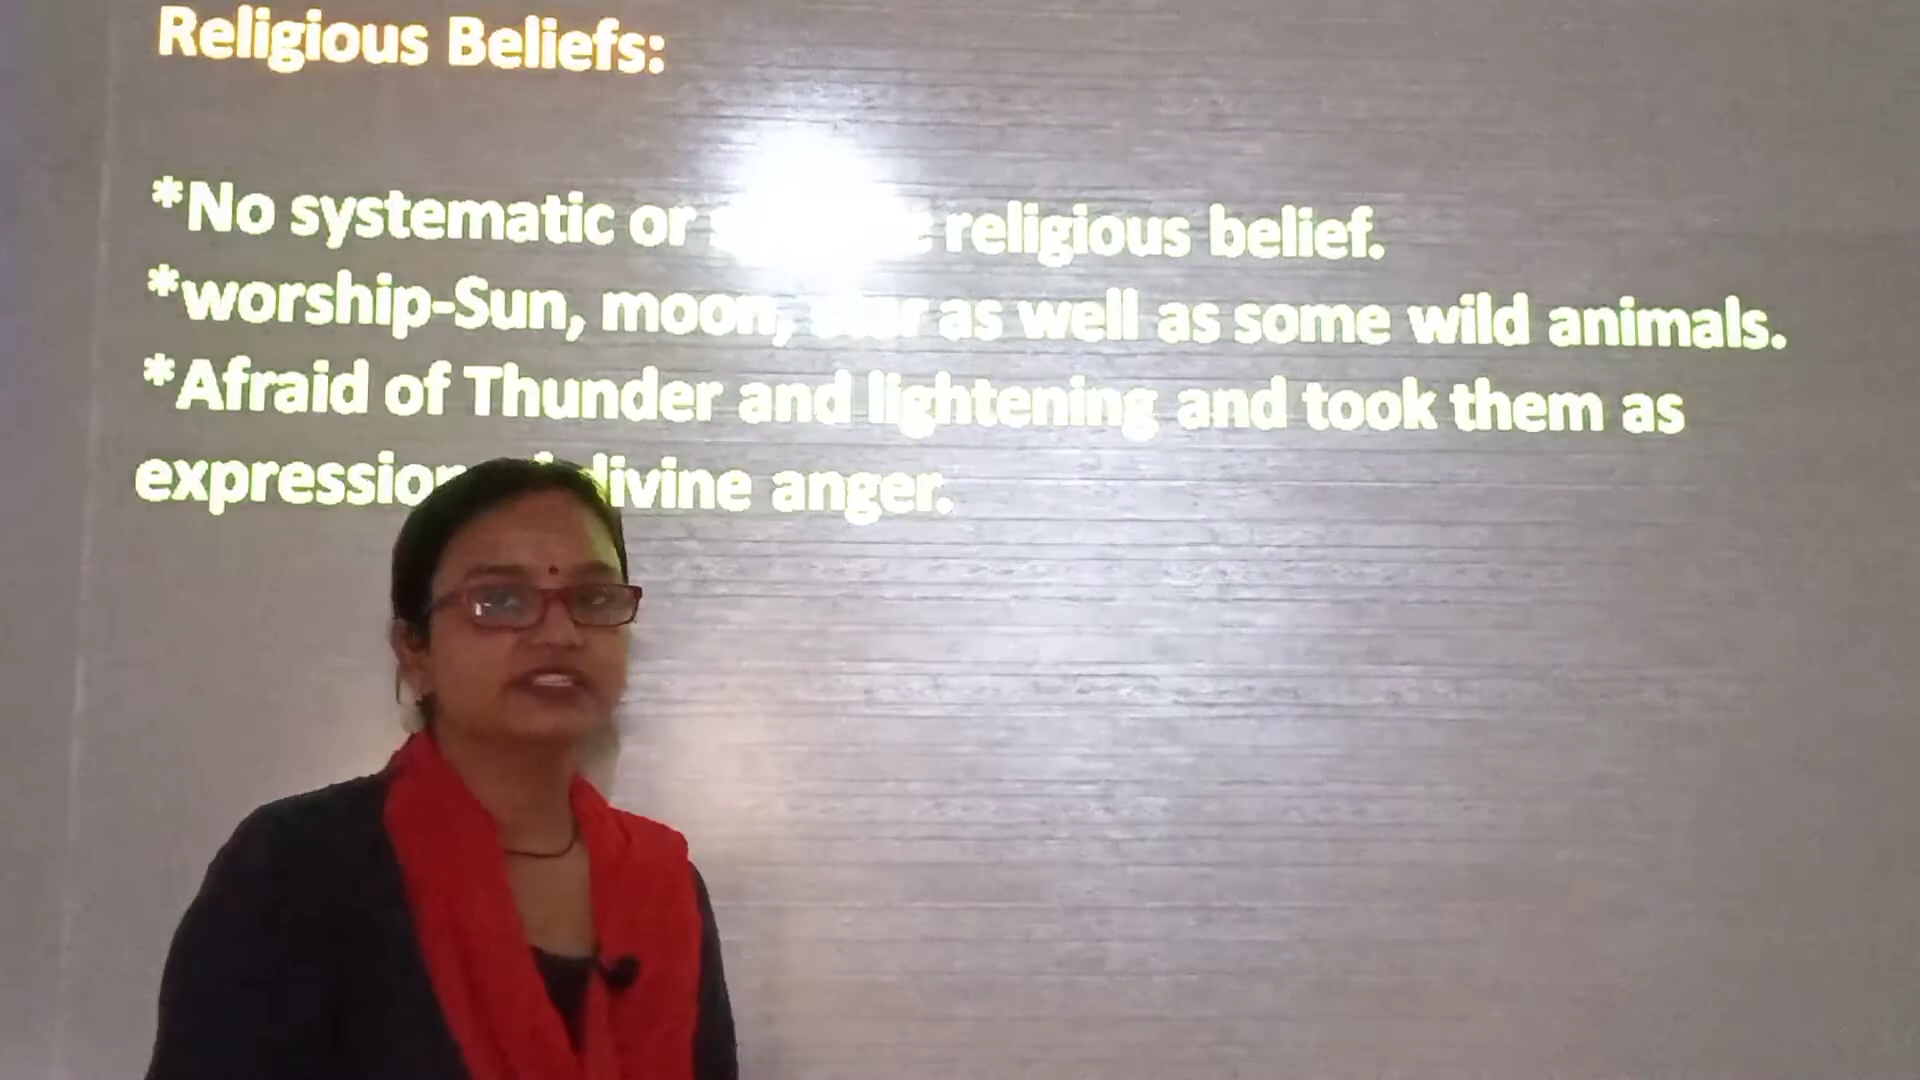 Religious Beliefs:
*No systematic or religious belief.
*worship-Sun, moon, as well as some wild animals.
*Afraid of Thunder and lightening and took them as
divine anger.